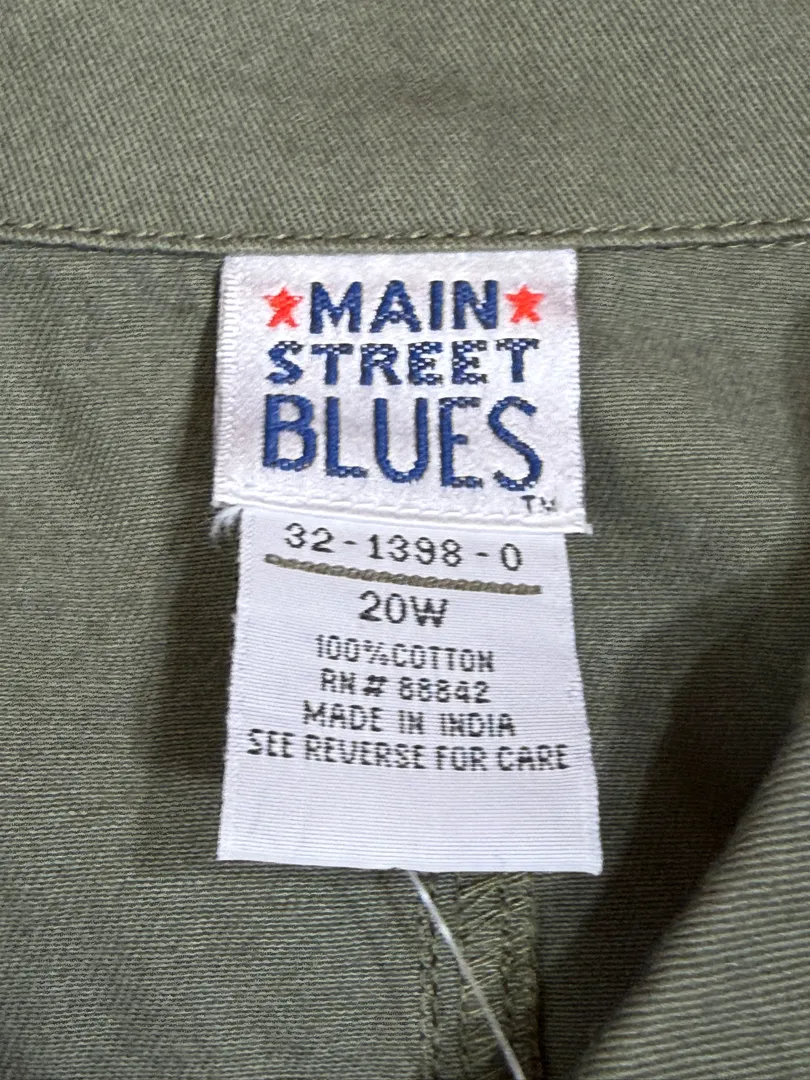 MAIN
STREET
BLUES
TM
32-1398-0
20W
100%COTTON
RN# 88842
MADE IN INDIA
SEE REVERSE FOR CARE